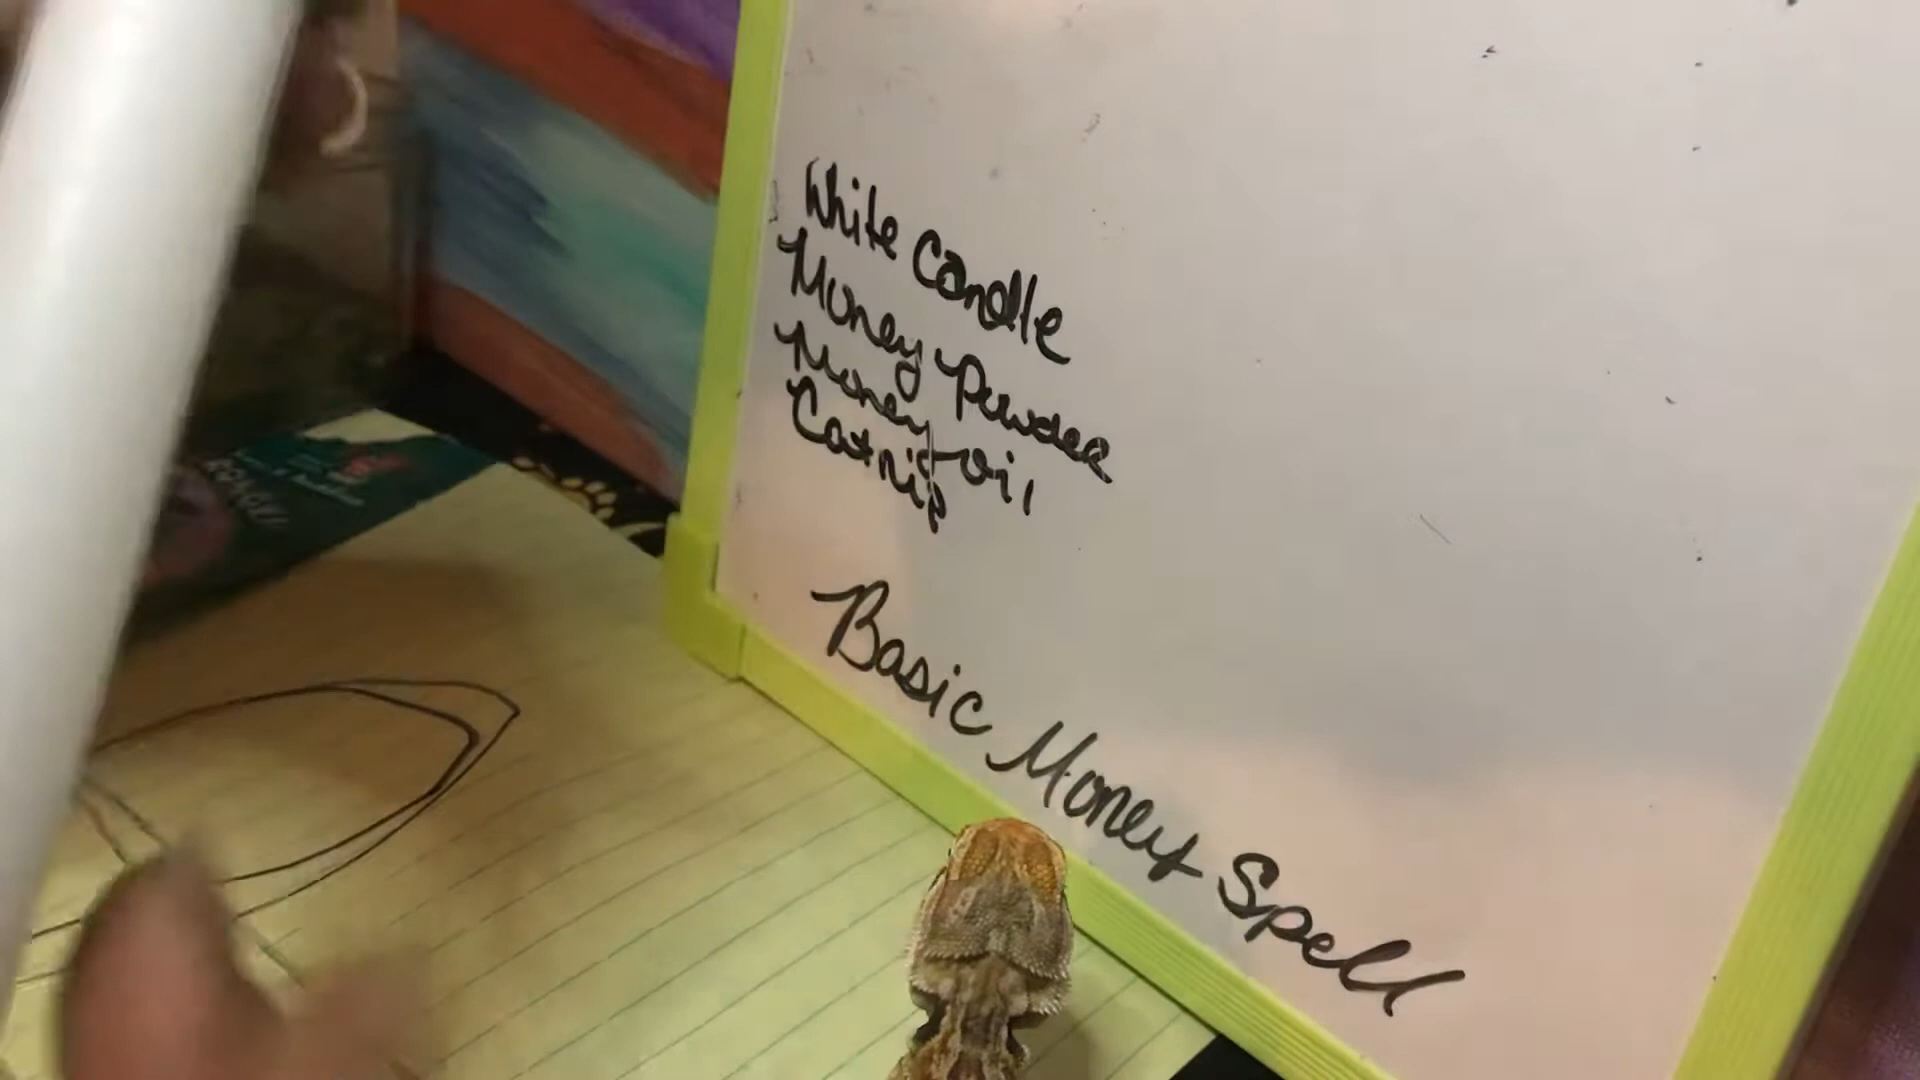 White Candle
Money Powder
Money Oil
Catnip
Basic Money Spell